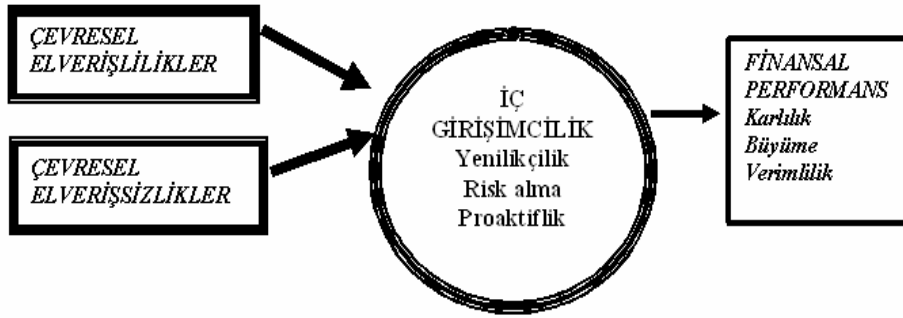 ÇEVRESEL
ELVERİŞLİLİKLER
ÇEVRESEL
ELVERİŞSİZLİKLER
İÇ
GİRİŞİMCİLİK
Yenilikçilik
Risk alma
Proaktiflik
FİNANSAL
PERFORMANS
Karlılık
Büyüme
Verimlilik